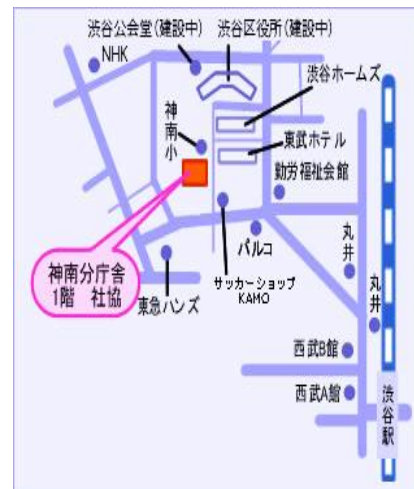 渋谷公会堂(建設中)
渋谷区役所(建設中)
NHK
渋谷ホームズ
神南小
東武ホテル
勤労福祉会館
神南分庁舎
1階 社協
東急ハンズ
サッカーショップ
KAMO
パルコ
丸井
丸井
西武B館
西武A館
渋谷駅